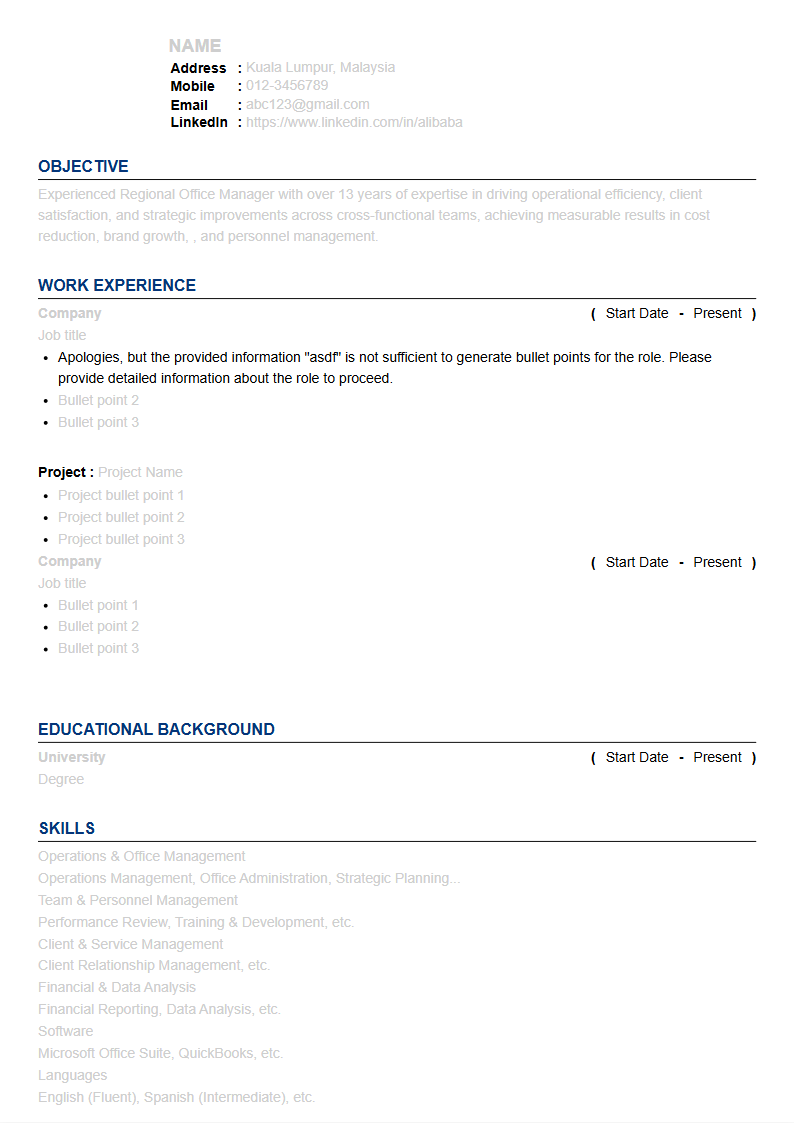 NAME
Address : Kuala Lumpur, Malaysia
Mobile : 012-3456789
Email : abc123@gmail.com
LinkedIn : https://www.linkedin.com/in/alibaba
OBJECTIVE
Experienced Regional Office Manager with over 13 years of expertise in driving operational efficiency, client
satisfaction, and strategic improvements across cross-functional teams, achieving measurable results in cost
reduction, brand growth, , and personnel management.
WORK EXPERIENCE
Company ( Start Date - Present )
Job title
• Apologies, but the provided information "asdf" is not sufficient to generate bullet points for the role. Please
provide detailed information about the role to proceed.
• Bullet point 2
• Bullet point 3
Project : Project Name
• Project bullet point 1
• Project bullet point 2
• Project bullet point 3
Company ( Start Date - Present )
Job title
• Bullet point 1
• Bullet point 2
• Bullet point 3
EDUCATIONAL BACKGROUND
University ( Start Date - Present )
Degree
SKILLS
Operations & Office Management
Operations Management, Office Administration, Strategic Planning...
Team & Personnel Management
Performance Review, Training & Development, etc.
Client & Service Management
Client Relationship Management, etc.
Financial & Data Analysis
Financial Reporting, Data Analysis, etc.
Software
Microsoft Office Suite, QuickBooks, etc.
Languages
English (Fluent), Spanish (Intermediate), etc.